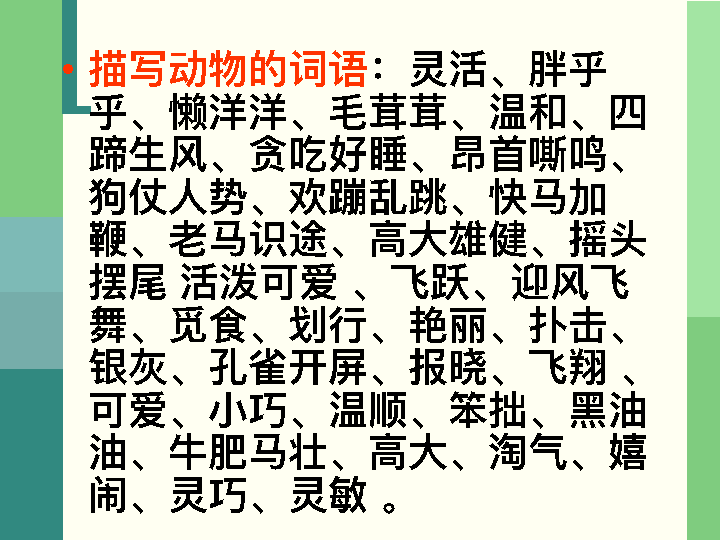 • 描写动物的词语：灵活、胖乎
乎、懒洋洋、毛茸茸、温和、四
蹄生风、贪吃好睡、昂首嘶鸣、
狗仗人势、欢蹦乱跳、快马加
鞭、老马识途、高大雄健、摇头
摆尾 活泼可爱 、飞跃、迎风飞
舞、觅食、划行、艳丽、扑击、
银灰、孔雀开屏、报晓、飞翔 、
可爱、小巧、温顺、笨拙、黑油
油、牛肥马壮、高大、淘气、嬉
闹、灵巧、灵敏 。